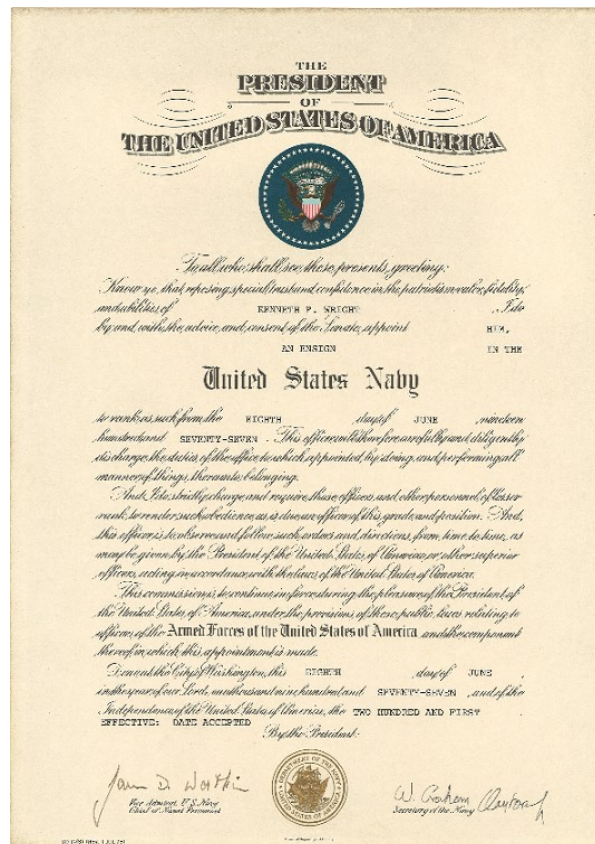 THE
PRESIDENT
OF
THE UNITED STATES OF AMERICA
To all who shall see these presents, greeting:
Know ye, that reposing special trust and confidence in the patriotism, valor, fidelity
and abilities of KENNETH F. WRIGHT , I do
by and with the advice and consent of the Senate, appoint HIM,
AN ENSIGN IN THE
United States Navy
to rank as such from the EIGHTH day of JUNE , nineteen
hundred and SEVENTY-SEVEN . This officer will therefore carefully and diligently
discharge the duties of the office to which appointed, by doing and performing all
manner of things thereunto belonging.
And I do strictly charge and require those officers and other personnel of lesser
rank to render such obedience as is due an officer of this grade and position. And,
this officer is to observe and follow such orders and directions, from time to time, as
may be given by the President of the United States of America, or other superior
officers, acting in accordance with the laws of the United States of America.
This commission is to continue in force during the pleasure of the President of
the United States of America, under the provisions of those public laws relating to
officers of the Armed Forces of the United States of America and the component
thereof in which this appointment is made.
Done at the City of Washington, this EIGHTH day of JUNE ,
in the year of our Lord, one thousand nine hundred and SEVENTY-SEVEN , and of the
Independence of the United States of America, the TWO HUNDRED AND FIRST .
EFFECTIVE: DATE ACCEPTED
By the President:
Vice Admiral, U S Navy
Chief of Naval Personnel
DEPARTMENT OF THE NAVY
UNITED STATES OF AMERICA
W. Graham Claytor Jr
Secretary of the Navy